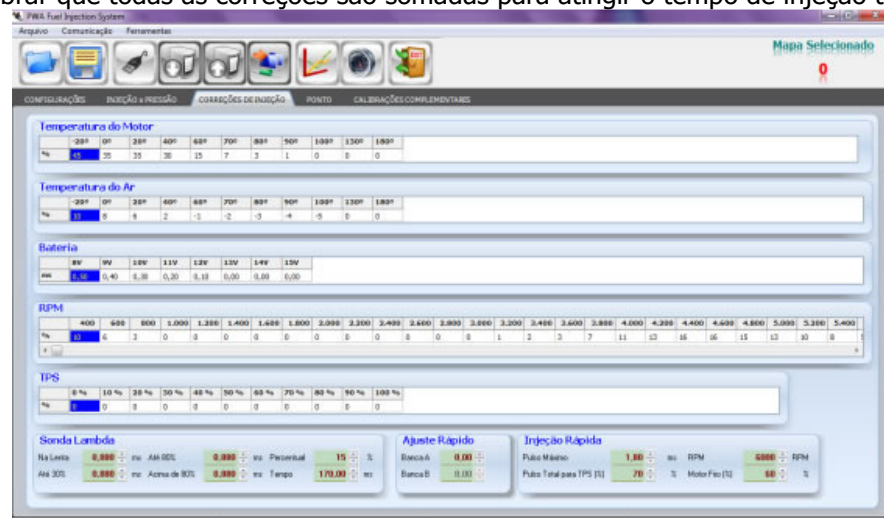 brar que todas as correções são somadas para atingir o tempo de injeção t
PWA Fuel Injection System
Arquivo Comunicação Ferramentas
Mapa Selecionado
0
CONFIGURAÇÕES INJEÇÃO x PRESSÃO CORREÇÕES DE INJEÇÃO PONTO CALIBRAÇÕES COMPLEMENTARES
Temperatura do Motor
-20º 0º 20º 40º 60º 70º 80º 90º 100º 130º 180º
% 45 35 35 30 15 7 3 1 0 0 0
Temperatura do Ar
-20º 0º 20º 40º 60º 70º 80º 90º 100º 130º 180º
% 10 8 6 2 -1 -2 -3 -4 -5 0 0
Bateria
8V 9V 10V 11V 12V 13V 14V 15V
ms 0,50 0,40 0,30 0,20 0,10 0,00 0,00 0,00
RPM
400 600 800 1.000 1.200 1.400 1.600 1.800 2.000 2.200 2.400 2.600 2.800 3.000 3.200 3.400 3.600 3.800 4.000 4.200 4.400 4.600 4.800 5.000 5.200 5.400
% 10 6 3 0 0 0 0 0 0 0 0 0 0 0 1 2 3 7 11 13 16 16 15 13 10 8
TPS
0 % 10 % 20 % 30 % 40 % 50 % 60 % 70 % 80 % 90 % 100 %
% 0 0 0 0 0 0 0 0 0 0 0
Sonda Lambda Ajuste Rápido Injeção Rápida
Na Lenta 0,000 ms Até 80% 0,000 ms Percentual 15 % Banca A 0,00 Pulso Máximo 1,80 ms RPM 6000 RPM
Até 30% 0,000 ms Acima de 80% 0,000 ms Tempo 170,00 ms Banca B 0,00 Pulso Total para TPS [%] 70 % Motor Frio [%] 60 %